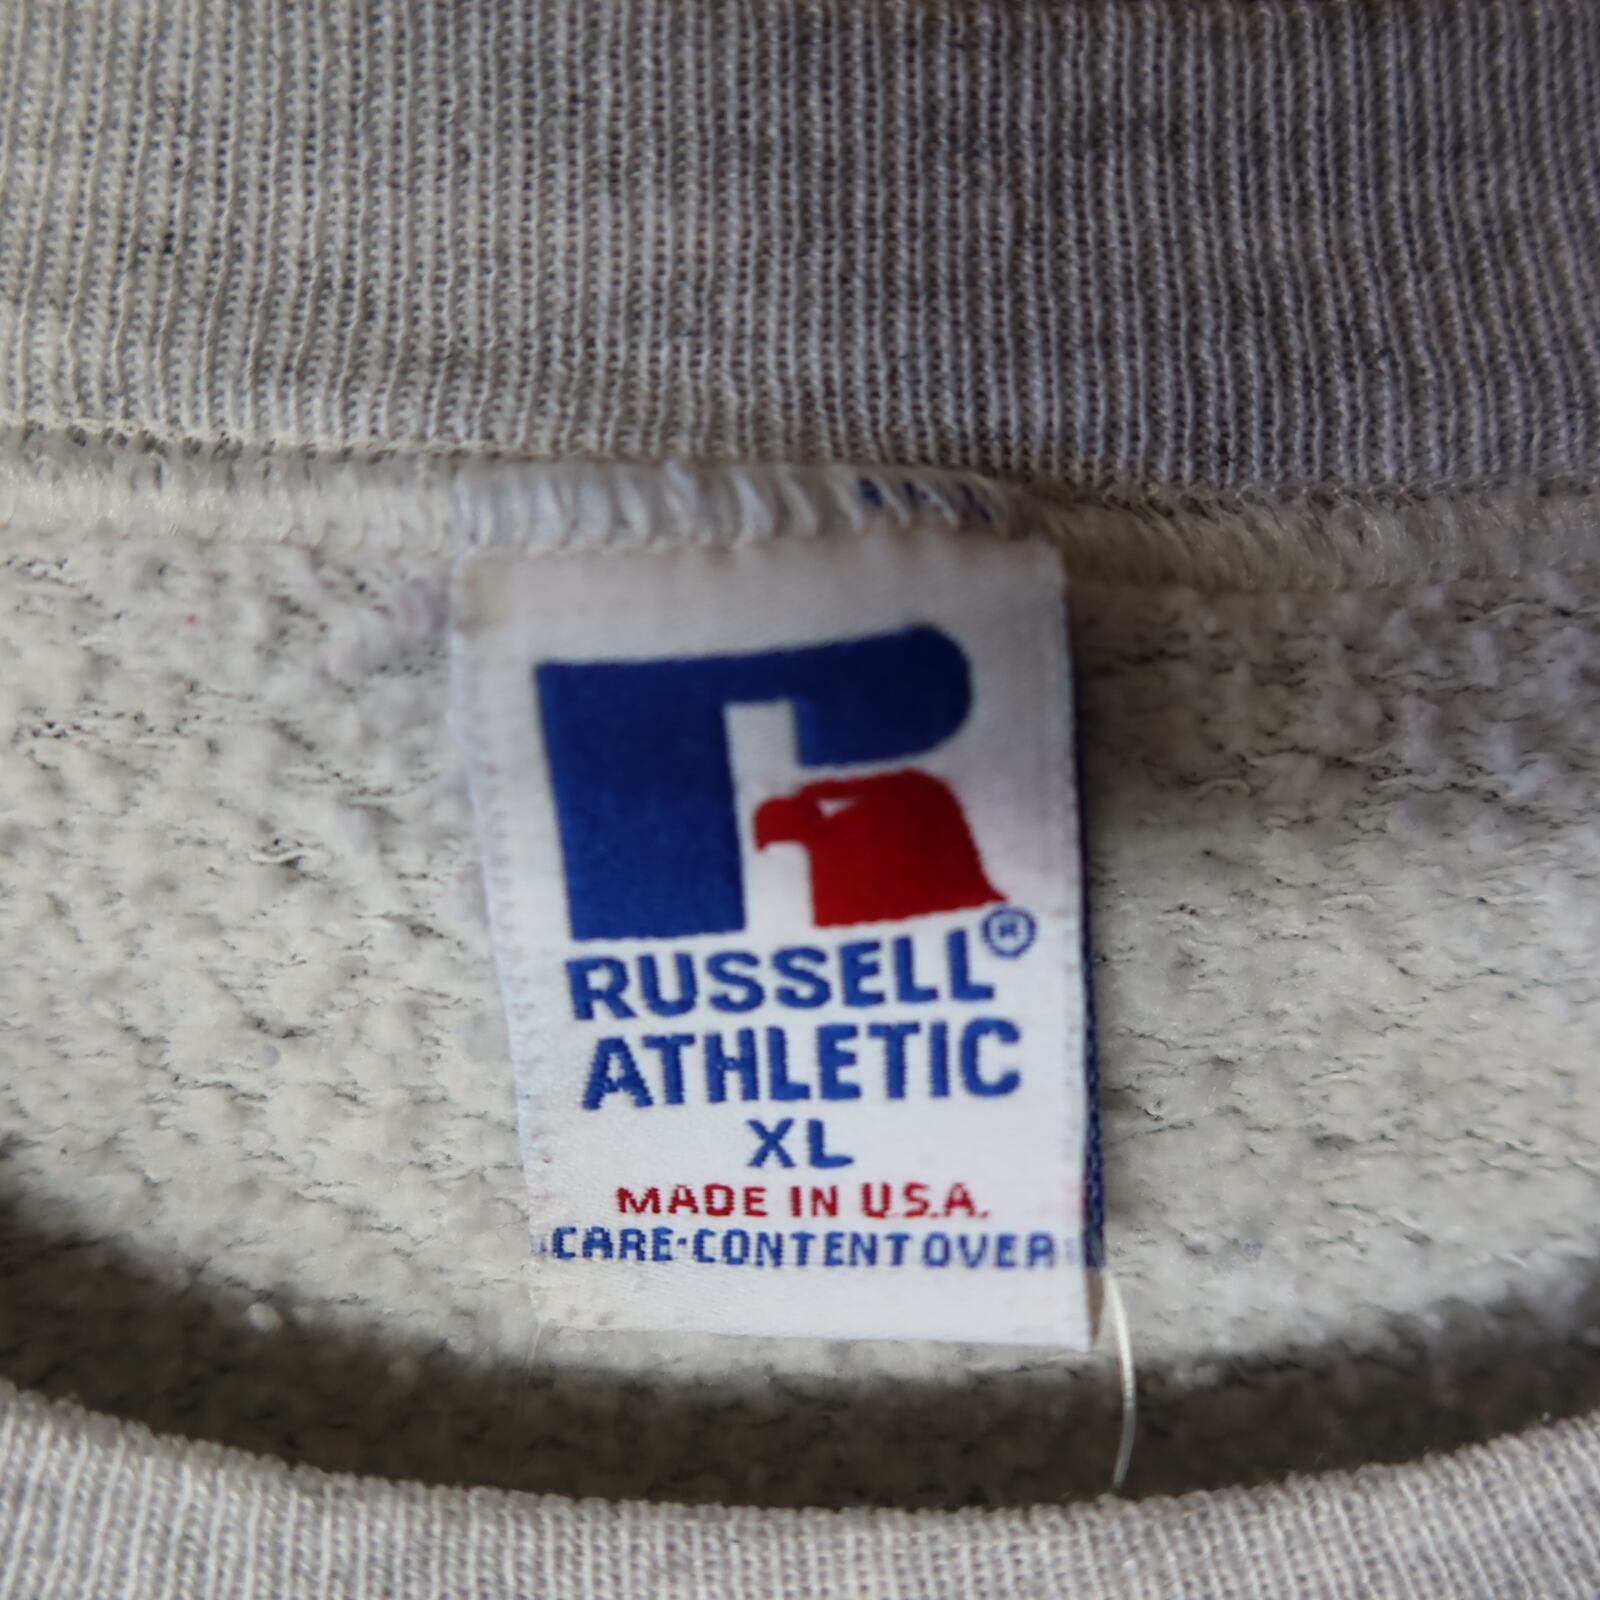 RUSSELL®
ATHLETIC
XL
MADE IN U.S.A.
CARE·CONTENT OVER